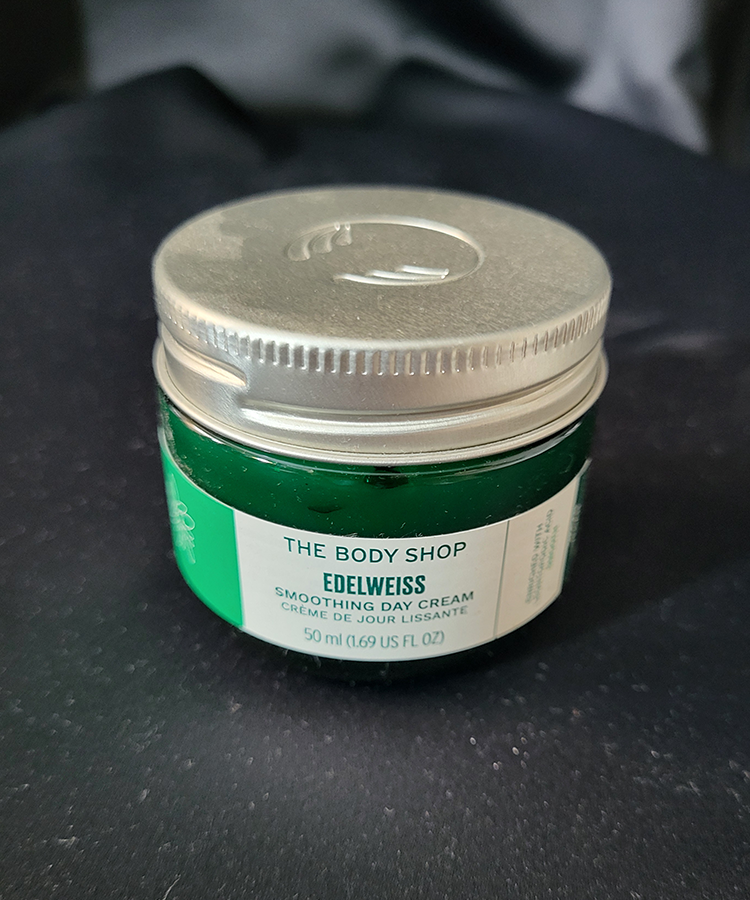 THE BODY SHOP
EDELWEISS
SMOOTHING DAY CREAM
CRÈME DE JOUR LISSANTE
50 ml (1.69 US FL OZ)